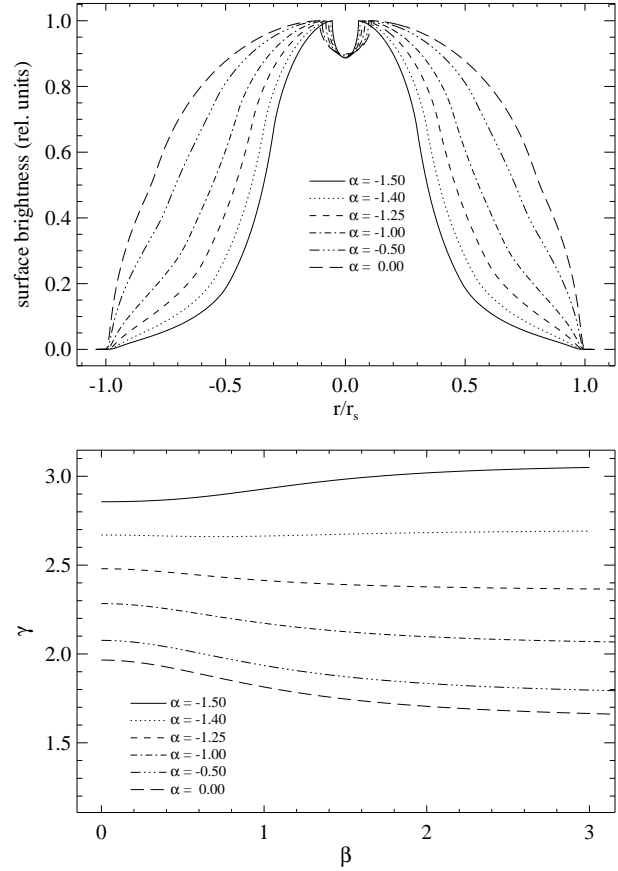 surface brightness (rel. units)
1.0
0.8
0.6
0.4
0.2
0.0
α = -1.50
α = -1.40
α = -1.25
α = -1.00
α = -0.50
α = 0.00
-1.0 -0.5 0.0 0.5 1.0
r/rs
γ
3.0
2.5
2.0
1.5
α = -1.50
α = -1.40
α = -1.25
α = -1.00
α = -0.50
α = 0.00
0 1 2 3
β